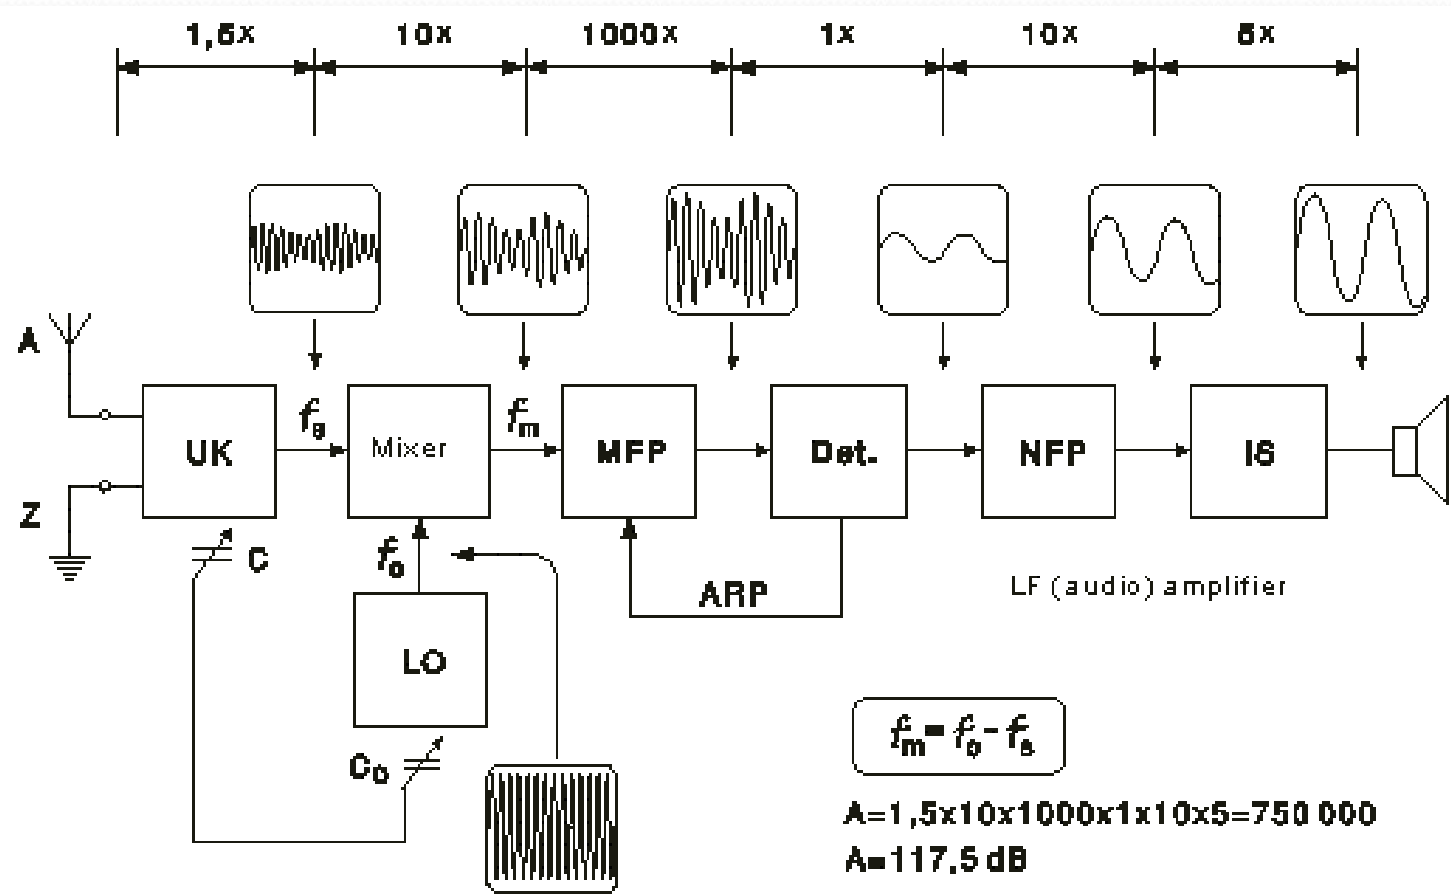 1,5x 10x 1000x 1x 10x 5x
A
Z
UK
fs
Mixer
fm
MFP
Det.
NFP
IS
C
fo
ARP
LF (audio) amplifier
LO
Co
fm=fo-fs
A=1,5x10x1000x1x10x5=750 000
A=117,5 dB